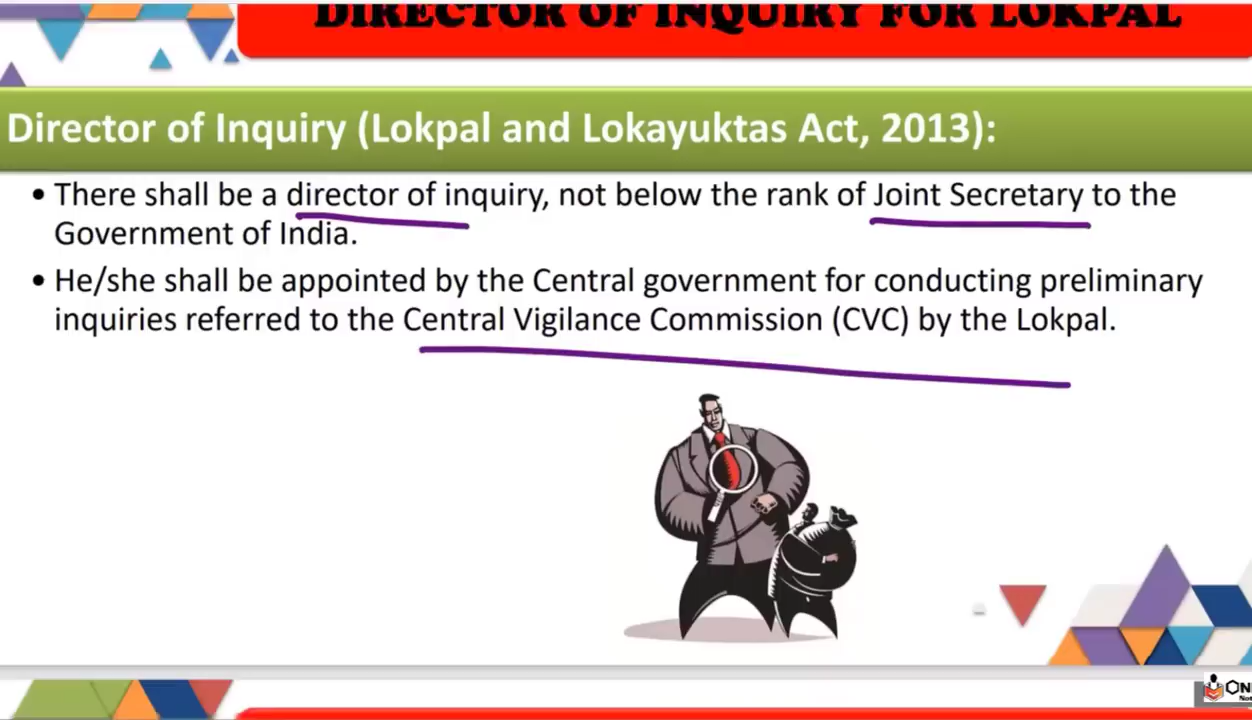 DIRECTOR OF INQUIRY FOR LOKPAL
Director of Inquiry (Lokpal and Lokayuktas Act, 2013):
• There shall be a director of inquiry, not below the rank of Joint Secretary to the
Government of India.
• He/she shall be appointed by the Central government for conducting preliminary
inquiries referred to the Central Vigilance Commission (CVC) by the Lokpal.